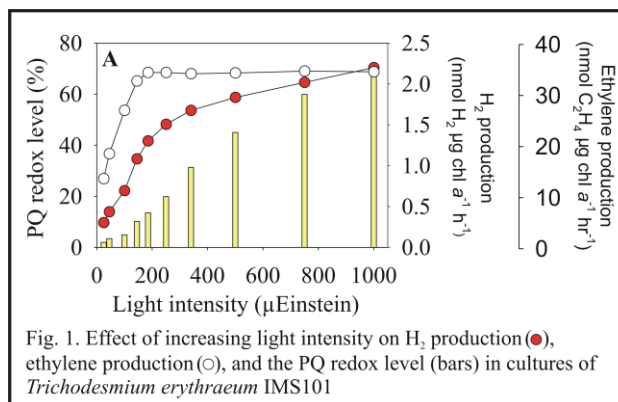 A
80
60
40
20
0
PQ redox level (%)
0
200
400
600
800
1000
Light intensity (µEinstein)
2.5
2.0
1.5
1.0
0.5
0.0
H₂ production
(nmol H₂ µg chl a⁻¹ h⁻¹)
40
30
20
10
0
Ethylene production
(nmol C₂H₄ µg chl a⁻¹ hr⁻¹)
Fig. 1. Effect of increasing light intensity on H₂ production (●),
ethylene production (○), and the PQ redox level (bars) in cultures of
Trichodesmium erythraeum IMS101